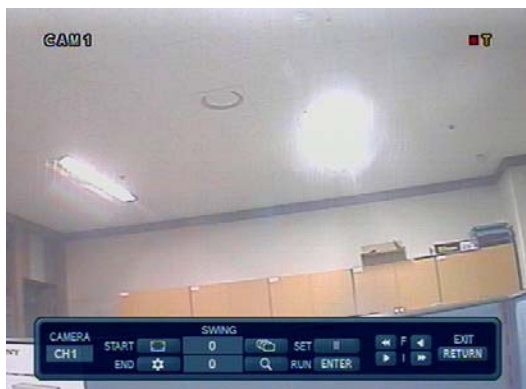 CAM1
T
SWING
CAMERA START 0 SET F EXIT
CH1 END 0 RUN ENTER I RETURN